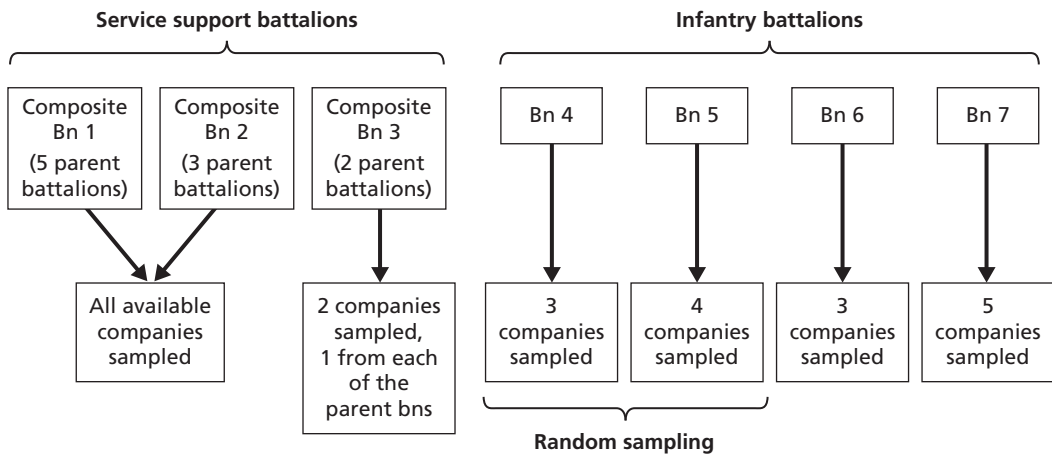 Service support battalions
Infantry battalions
Composite
Bn 1
(5 parent
battalions)
Composite
Bn 2
(3 parent
battalions)
Composite
Bn 3
(2 parent
battalions)
Bn 4
Bn 5
Bn 6
Bn 7
All available
companies
sampled
2 companies
sampled,
1 from each
of the
parent bns
3
companies
sampled
4
companies
sampled
3
companies
sampled
5
companies
sampled
Random sampling